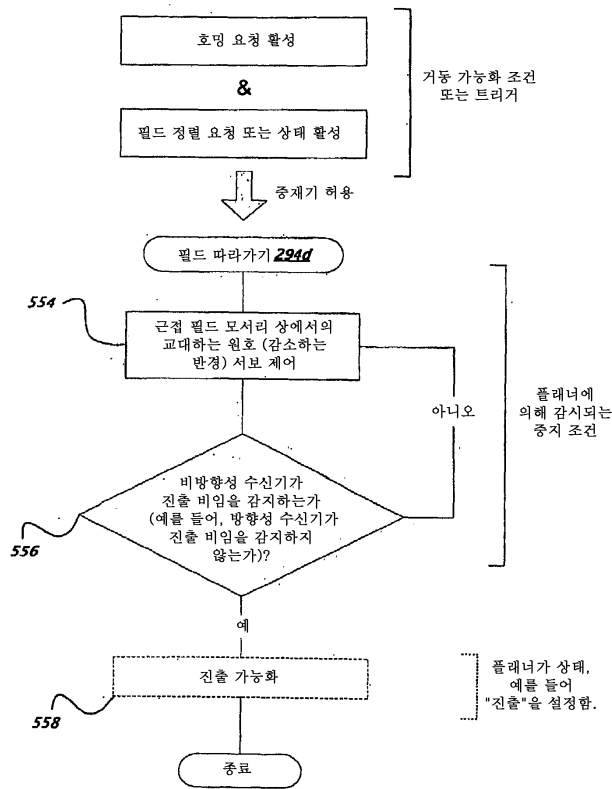 호밍 요청 활성
&
필드 정렬 요청 또는 상태 활성
거동 가능화 조건
또는 트리거
중재기 허용
필드 따라가기 294d
554
근접 필드 모서리 상에서의
교대하는 원호 (감소하는
반경) 서보 제어
아니오
플래너에
의해 감시되는
중지 조건
비방향성 수신기가
진출 비임을 감지하는가
(예를 들어, 방향성 수신기가
진출 비임을 감지하지
않는가)?
556
예
진출 가능화
558
플래너가 상태,
예를 들어
"진출"을 설정함.
종료